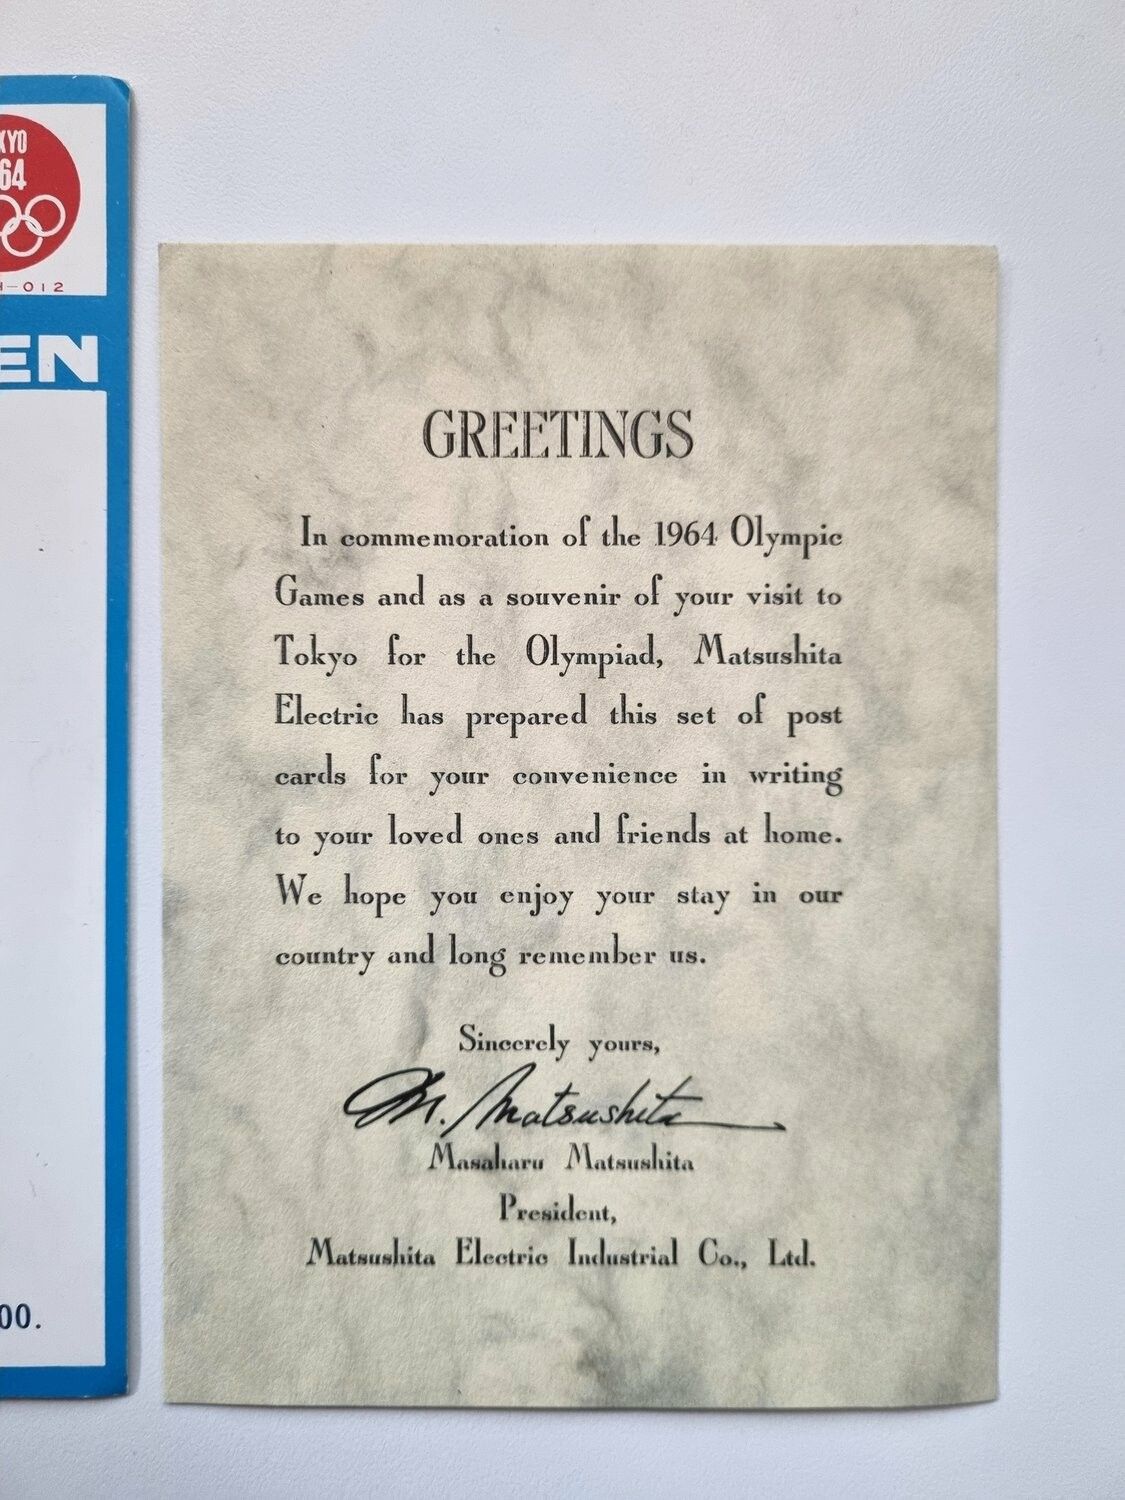 KYO
64
H-012
EN
00.
GREETINGS
In commemoration of the 1964 Olympic
Games and as a souvenir of your visit to
Tokyo for the Olympiad, Matsushita
Electric has prepared this set of post
cards for your convenience in writing
to your loved ones and friends at home.
We hope you enjoy your stay in our
country and long remember us.
Sincerely yours,
M. Matsushita
Masaharu Matsushita
President,
Matsushita Electric Industrial Co., Ltd.